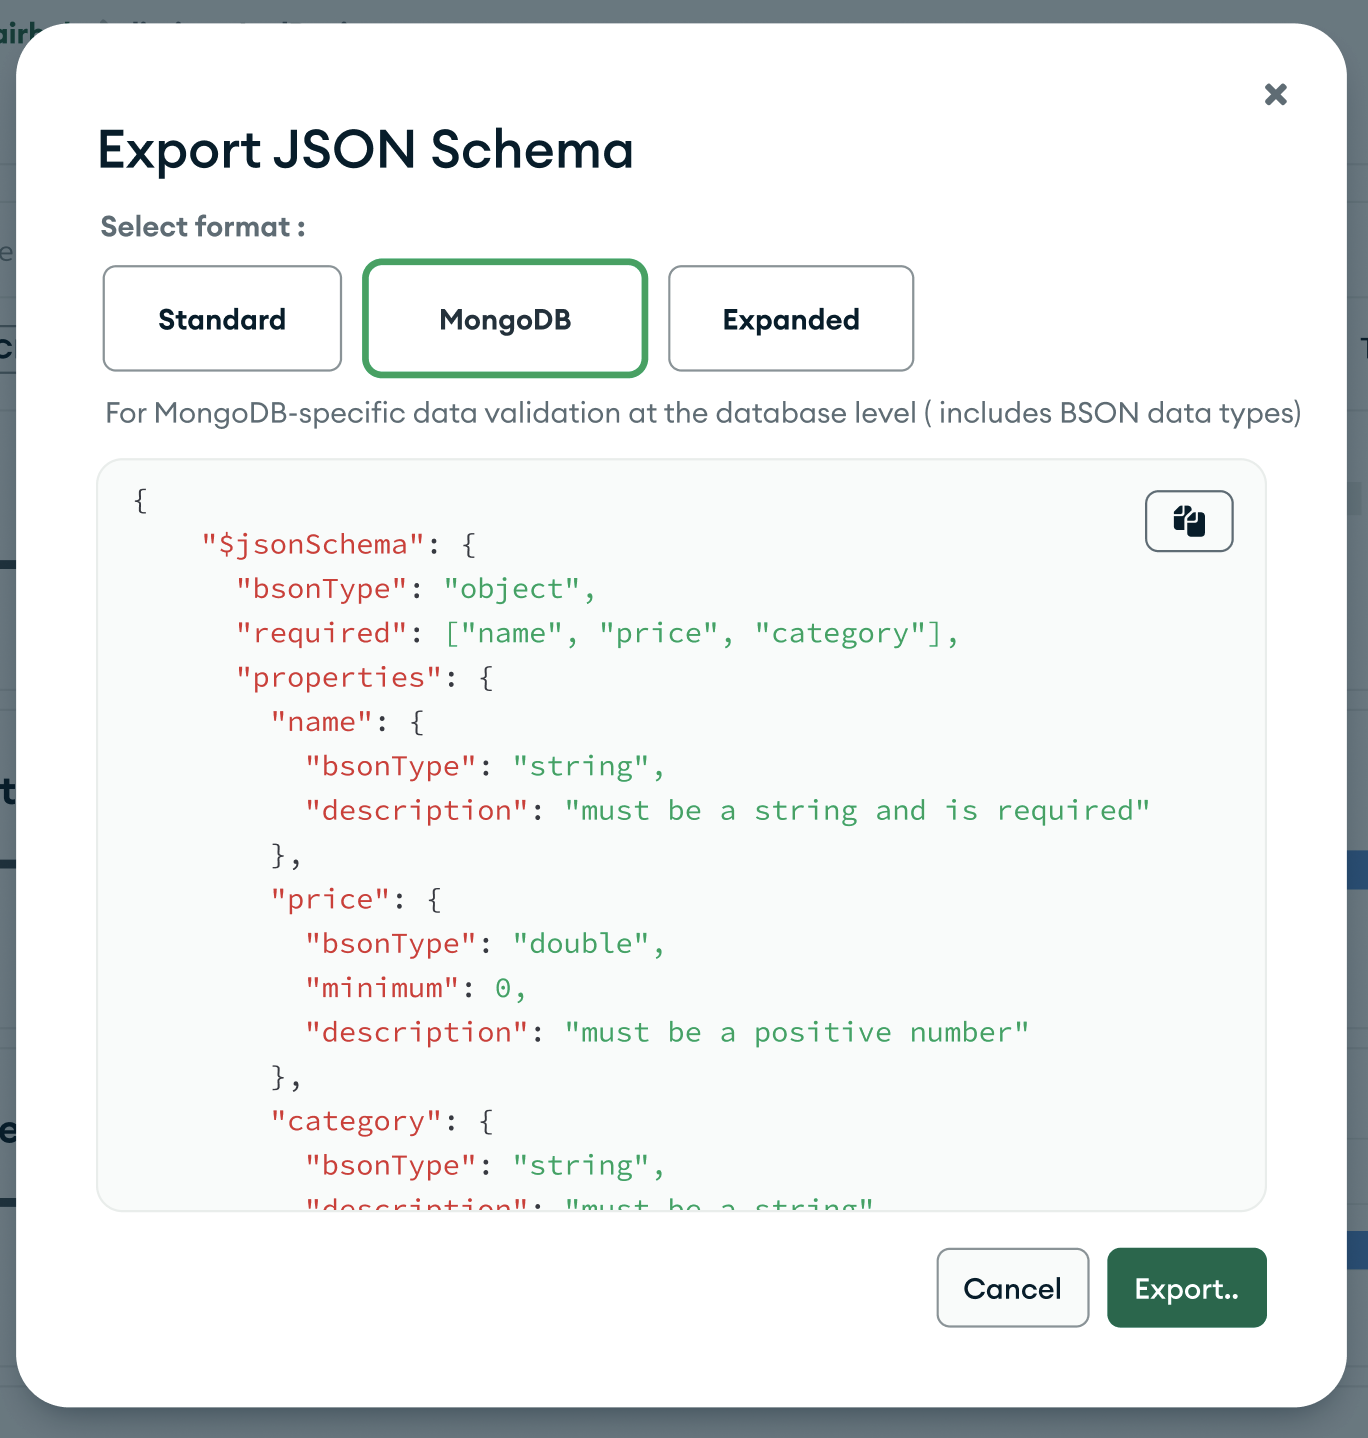 Export JSON Schema
Select format :
Standard
MongoDB
Expanded
For MongoDB-specific data validation at the database level ( includes BSON data types)
{
"$jsonSchema": {
"bsonType": "object",
"required": ["name", "price", "category"],
"properties": {
"name": {
"bsonType": "string",
"description": "must be a string and is required"
},
"price": {
"bsonType": "double",
"minimum": 0,
"description": "must be a positive number"
},
"category": {
"bsonType": "string",
"description": "must be a string"
Cancel
Export..